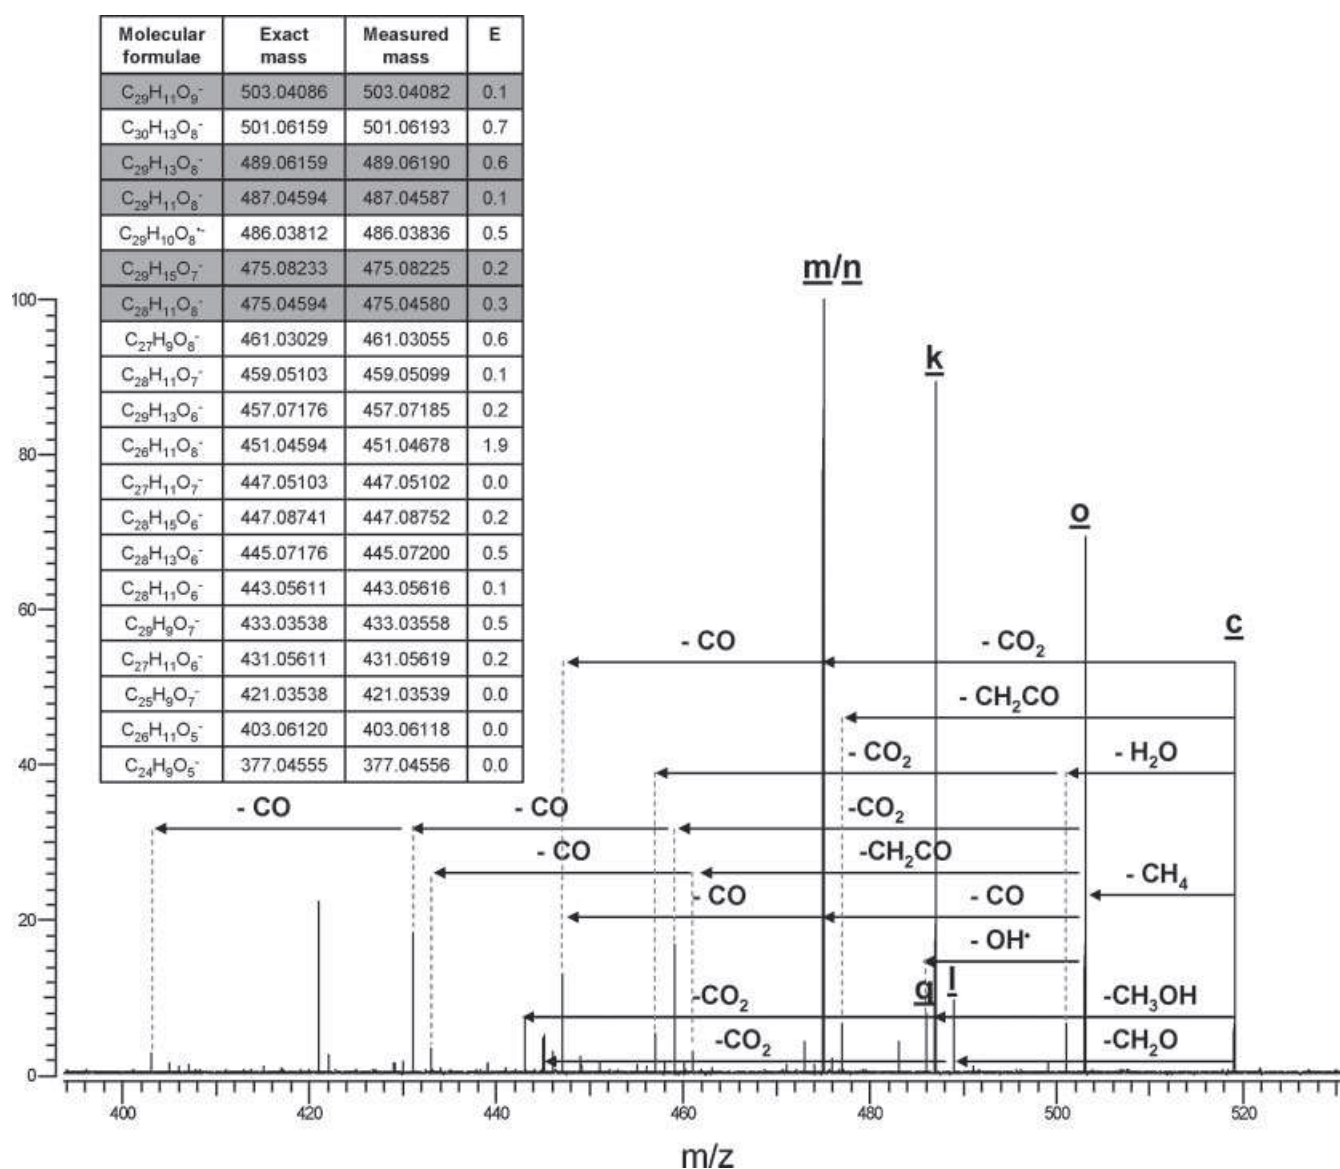 Molecular formulae Exact mass Measured mass E
C₂₉H₁₁O₉⁻ 503.04086 503.04082 0.1
C₃₀H₁₃O₈⁻ 501.06159 501.06193 0.7
C₂₉H₁₃O₈⁻ 489.06159 489.06190 0.6
C₂₉H₁₁O₈⁻ 487.04594 487.04587 0.1
C₂₉H₁₀O₈•⁻ 486.03812 486.03836 0.5
C₂₉H₁₅O₇⁻ 475.08233 475.08225 0.2
C₂₈H₁₁O₈⁻ 475.04594 475.04580 0.3
C₂₇H₉O₈⁻ 461.03029 461.03055 0.6
C₂₈H₁₁O₇⁻ 459.05103 459.05099 0.1
C₂₉H₁₃O₆⁻ 457.07176 457.07185 0.2
C₂₆H₁₁O₈⁻ 451.04594 451.04678 1.9
C₂₇H₁₁O₇⁻ 447.05103 447.05102 0.0
C₂₈H₁₅O₆⁻ 447.08741 447.08752 0.2
C₂₈H₁₃O₆⁻ 445.07176 445.07200 0.5
C₂₈H₁₁O₆⁻ 443.05611 443.05616 0.1
C₂₉H₉O₇⁻ 433.03538 433.03558 0.5
C₂₇H₁₁O₆⁻ 431.05611 431.05619 0.2
C₂₅H₉O₇⁻ 421.03538 421.03539 0.0
C₂₆H₁₁O₅⁻ 403.06120 403.06118 0.0
C₂₄H₉O₅⁻ 377.04555 377.04556 0.0
m/n
100
k
80
o
60
c
- CO - CO₂
- CH₂CO
- CO₂ - H₂O
40
- CO - CO -CO₂
- CO -CH₂CO
- CH₄
- CO - CO
20
- OH•
q l
-CO₂ -CH₃OH
-CO₂ -CH₂O
0
400 420 440 460 480 500 520
m/z